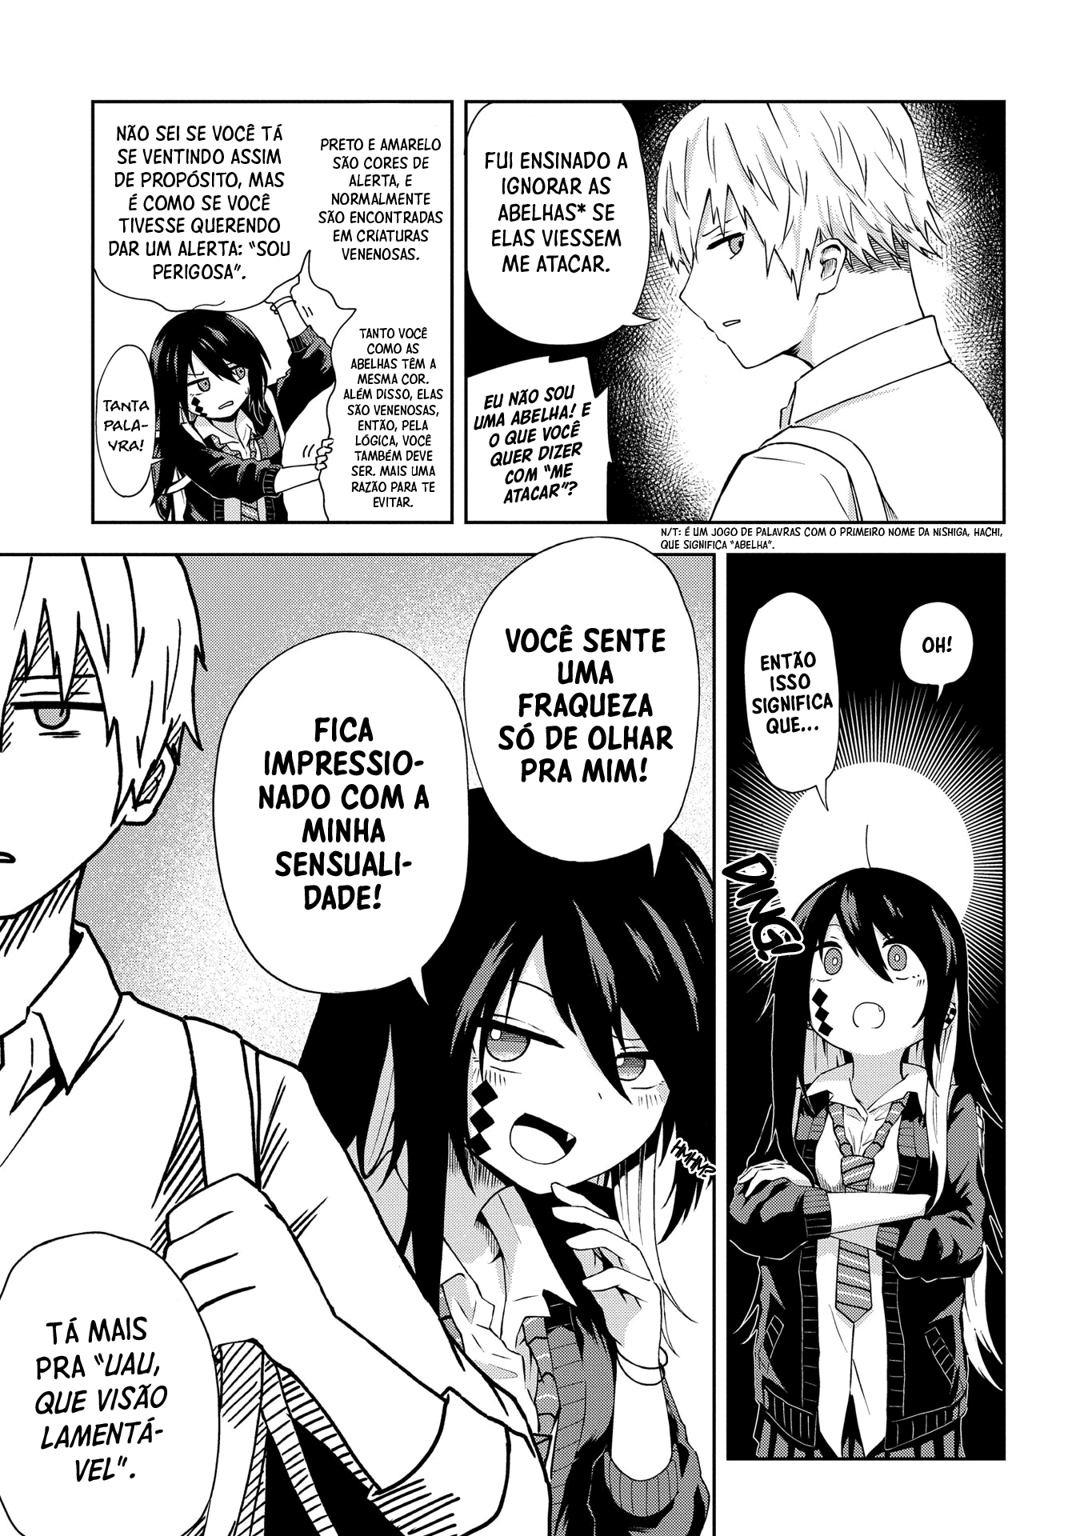 FUI ENSINADO A
IGNORAR AS
ABELHAS* SE
ELAS VIESSEM
ME ATACAR.
EU NÃO SOU
UMA ABELHA! E
O QUE VOCÊ
QUER DIZER
COM "ME
ATACAR"?
N/T: É UM JOGO DE PALAVRAS COM O PRIMEIRO NOME DA NISHIGA, HACHI,
QUE SIGNIFICA "ABELHA".
PRETO E AMARELO
SÃO CORES DE
ALERTA, E
NORMALMENTE
SÃO ENCONTRADAS
EM CRIATURAS
VENENOSAS.
NÃO SEI SE VOCÊ TÁ
SE VENTINDO ASSIM
DE PROPÓSITO, MAS
É COMO SE VOCÊ
TIVESSE QUERENDO
DAR UM ALERTA: "SOU
PERIGOSA".
TANTO VOCÊ
COMO AS
ABELHAS TÊM A
MESMA COR.
ALÉM DISSO, ELAS
SÃO VENENOSAS,
ENTÃO, PELA
LÓGICA, VOCÊ
TAMBÉM DEVE
SER. MAIS UMA
RAZÃO PARA TE
EVITAR.
TANTA
PALA-
VRA!
OH!
ENTÃO
ISSO
SIGNIFICA
QUE...
DING!
VOCÊ SENTE
UMA
FRAQUEZA
SÓ DE OLHAR
PRA MIM!
FICA
IMPRESSIO-
NADO COM A
MINHA
SENSUALI-
DADE!
HMHM?
TÁ MAIS
PRA "UAU,
QUE VISÃO
LAMENTÁ-
VEL".